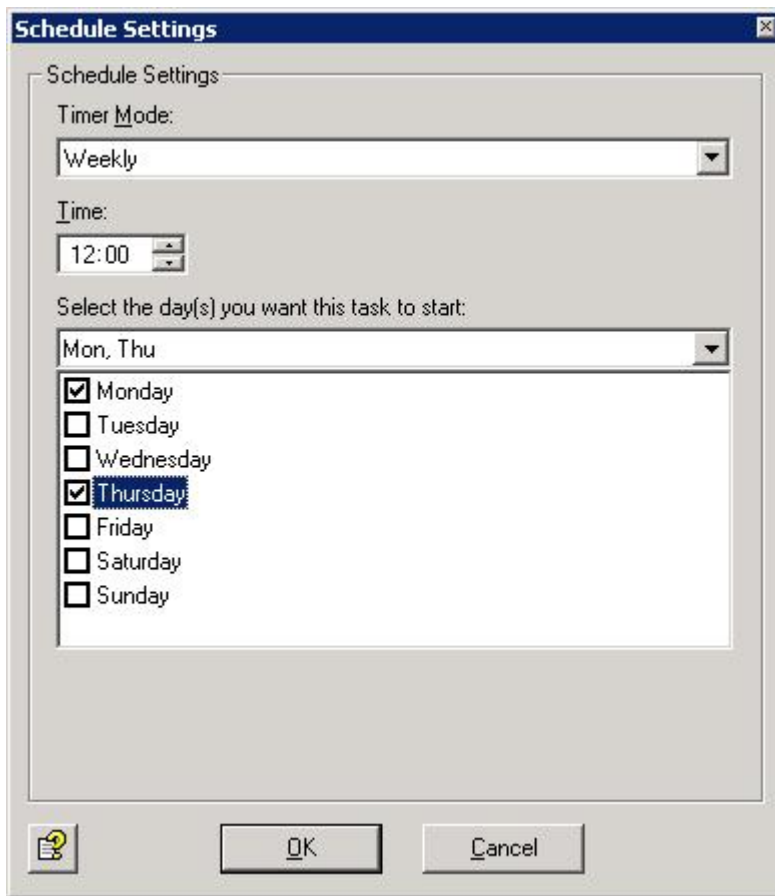 Schedule Settings
Schedule Settings
Timer Mode:
Weekly
Time:
12:00
Select the day(s) you want this task to start:
Mon, Thu
Monday
Tuesday
Wednesday
Thursday
Friday
Saturday
Sunday
OK
Cancel